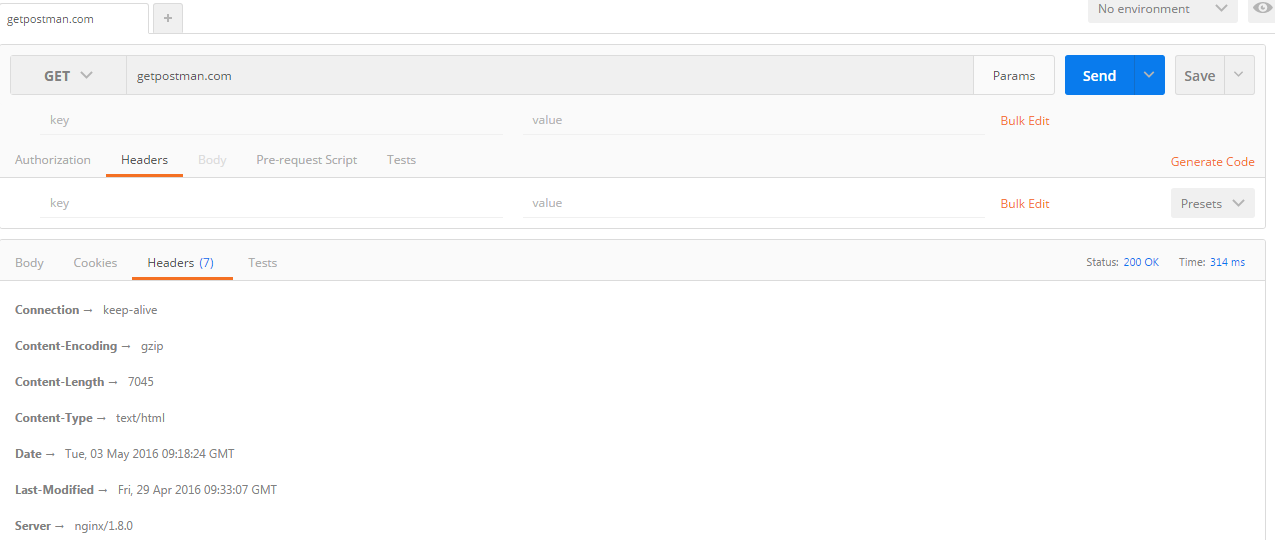 No environment
getpostman.com +
GET getpostman.com Params Send Save
key value Bulk Edit
Authorization Headers Body Pre-request Script Tests Generate Code
key value Bulk Edit Presets
Body Cookies Headers (7) Tests Status: 200 OK Time: 314 ms
Connection → keep-alive
Content-Encoding → gzip
Content-Length → 7045
Content-Type → text/html
Date → Tue, 03 May 2016 09:18:24 GMT
Last-Modified → Fri, 29 Apr 2016 09:33:07 GMT
Server → nginx/1.8.0